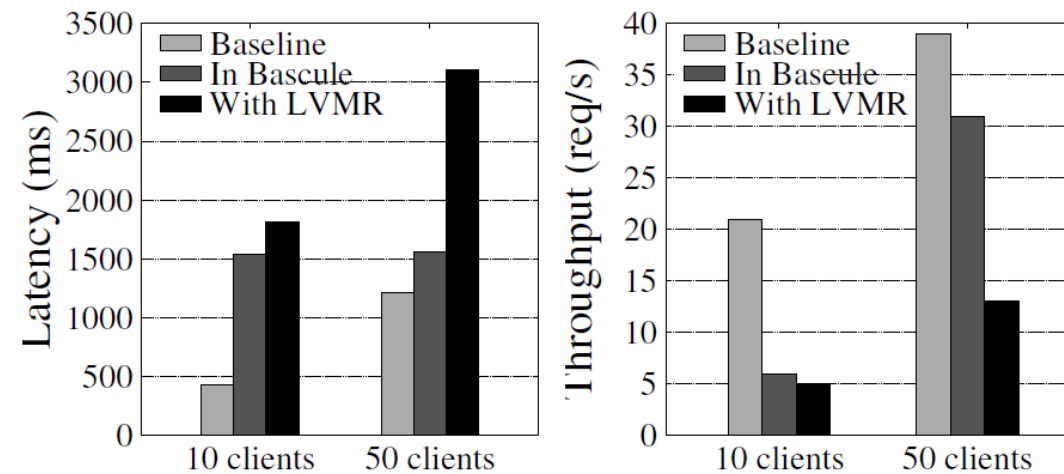 Latency (ms)
3500
3000
2500
2000
1500
1000
500
0
Baseline
In Bascule
With LVMR
10 clients
50 clients
Throughput (req/s)
40
35
30
25
20
15
10
5
0
Baseline
In Bascule
With LVMR
10 clients
50 clients